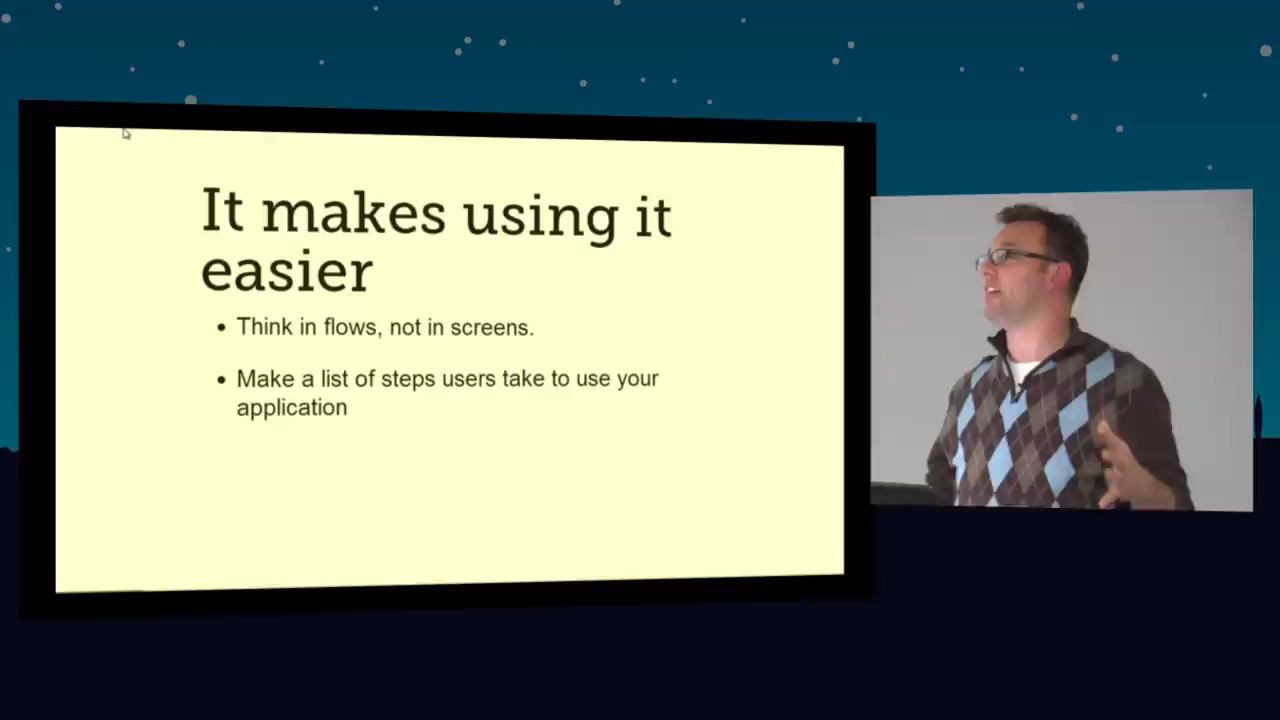 It makes using it
easier
• Think in flows, not in screens.
• Make a list of steps users take to use your
application